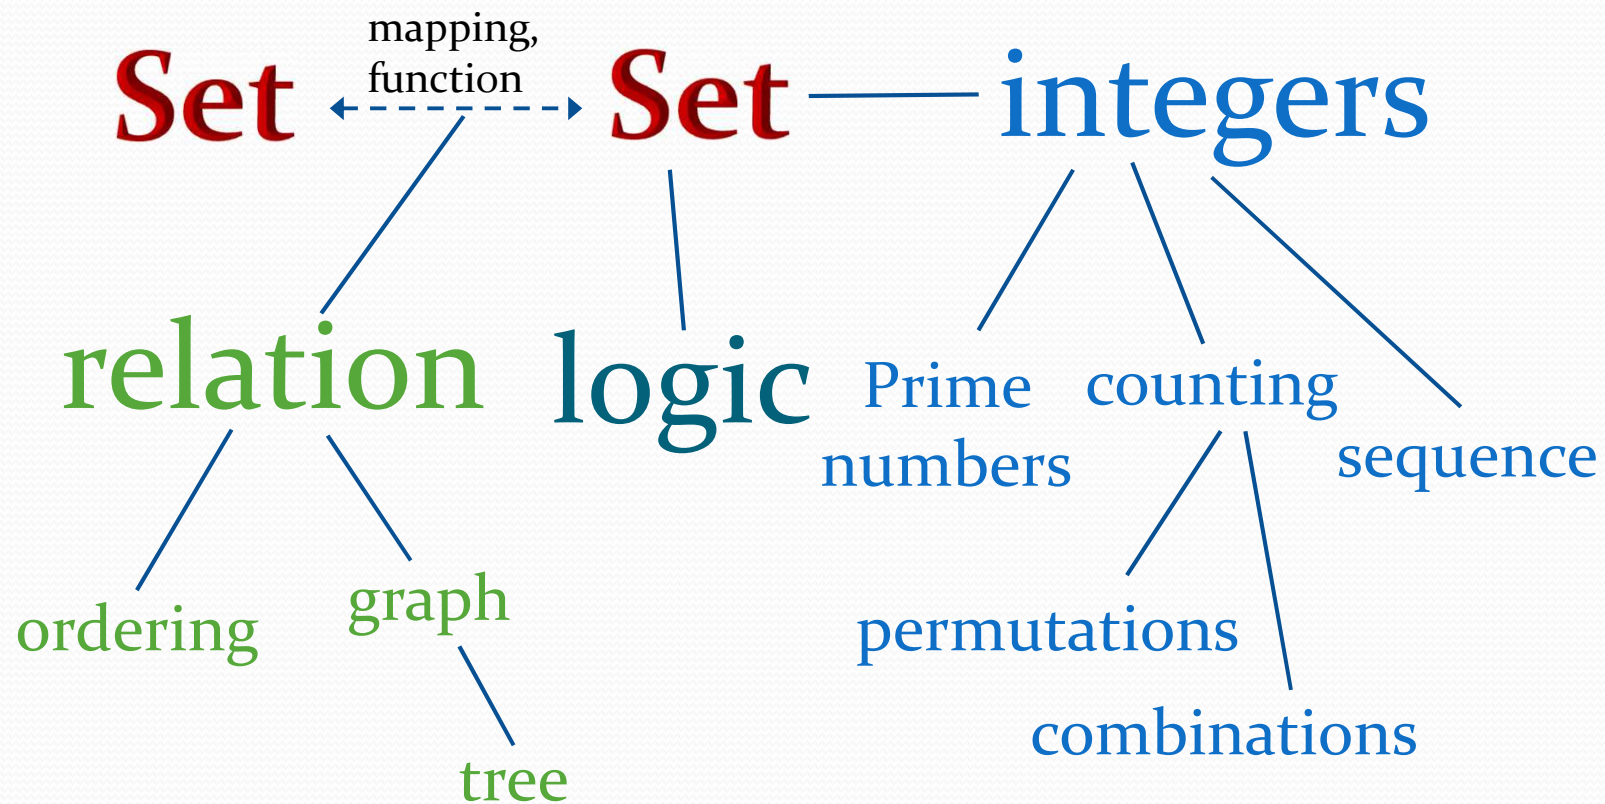 mapping,
function
Set
Set
integers
relation
logic
Prime
numbers
counting
sequence
ordering
graph
permutations
combinations
tree